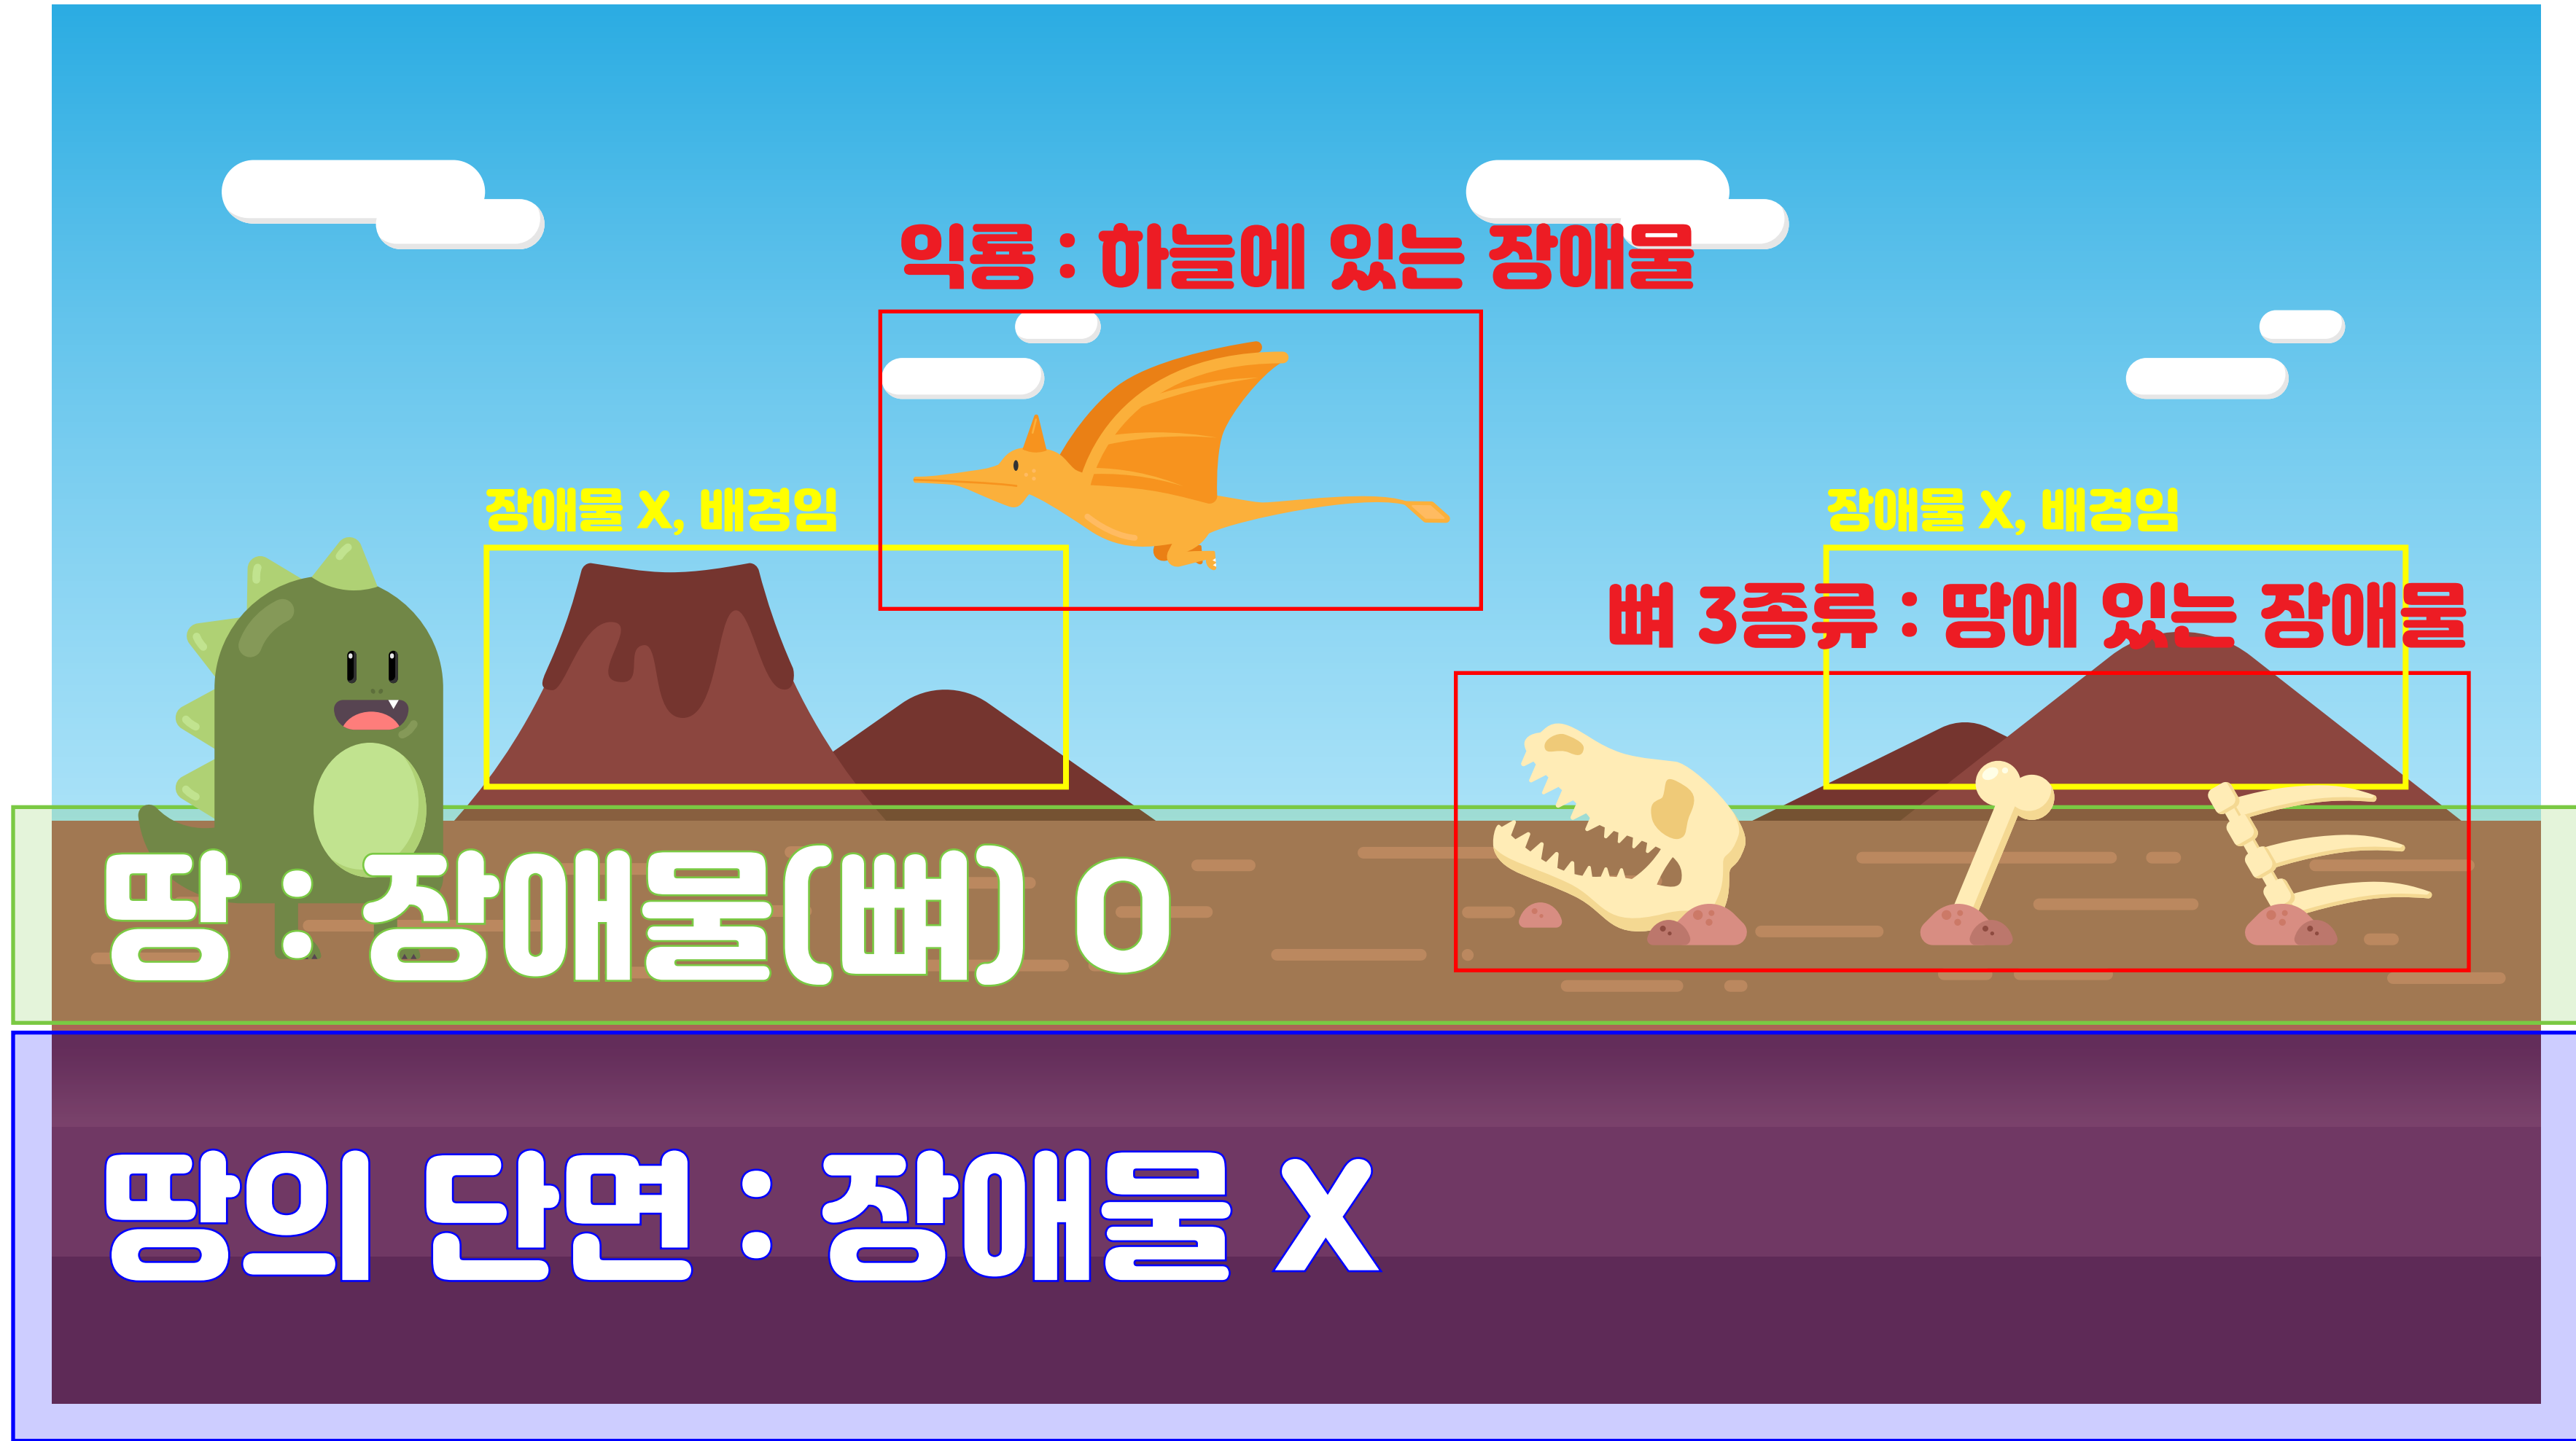 익룡 : 하늘에 있는 장애물
장애물 X, 배경임
장애물 X, 배경임
뼈 3종류 : 땅에 있는 장애물
땅 : 장애물(뼈) O
땅의 단면 : 장애물 X